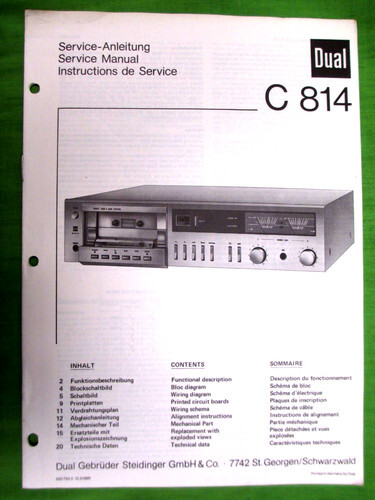 Service-Anleitung
Service Manual
Instructions de Service
Dual
C 814
INHALT CONTENTS SOMMAIRE
2 Funktionsbeschreibung Functional description Description du fonctionnement
4 Blockschaltbild Bloc diagram Schéma de bloc
5 Schaltbild Wiring diagram Schéma d'électrique
9 Printplatten Printed circuit boards Plaques de inscription
11 Verdrahtungsplan Wiring schema Schéma de câble
12 Abgleichanleitung Alignment instructions Instructions de alignement
14 Mechanischer Teil Mechanical Part Partie méchanique
15 Ersatzteile mit Replacement with Pièce détachées et vues
Explosionszeichnung exploded views explosées
20 Technische Daten Technical data Caractéristiques techniques
Dual Gebrüder Steidinger GmbH & Co. · 7742 St. Georgen/Schwarzwald